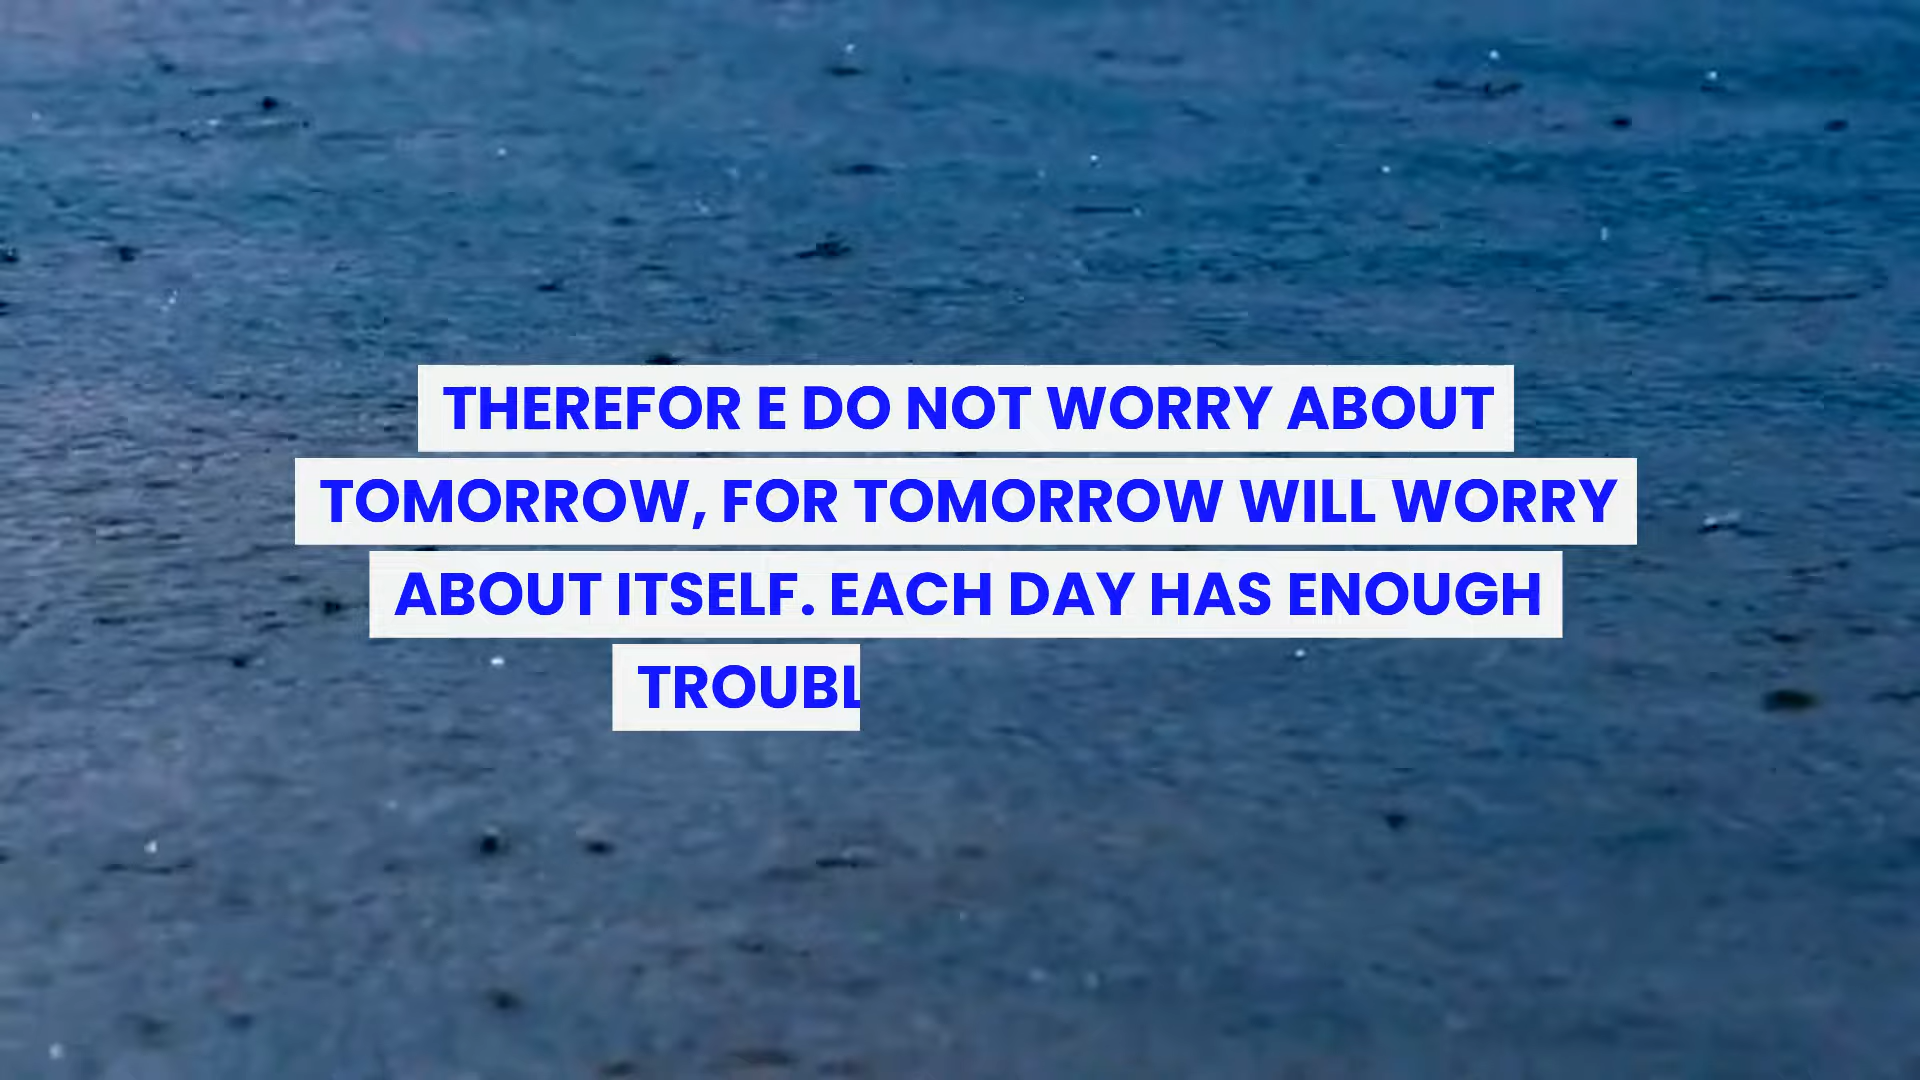 THEREFOR E DO NOT WORRY ABOUT
TOMORROW, FOR TOMORROW WILL WORRY
ABOUT ITSELF. EACH DAY HAS ENOUGH
TROUBL